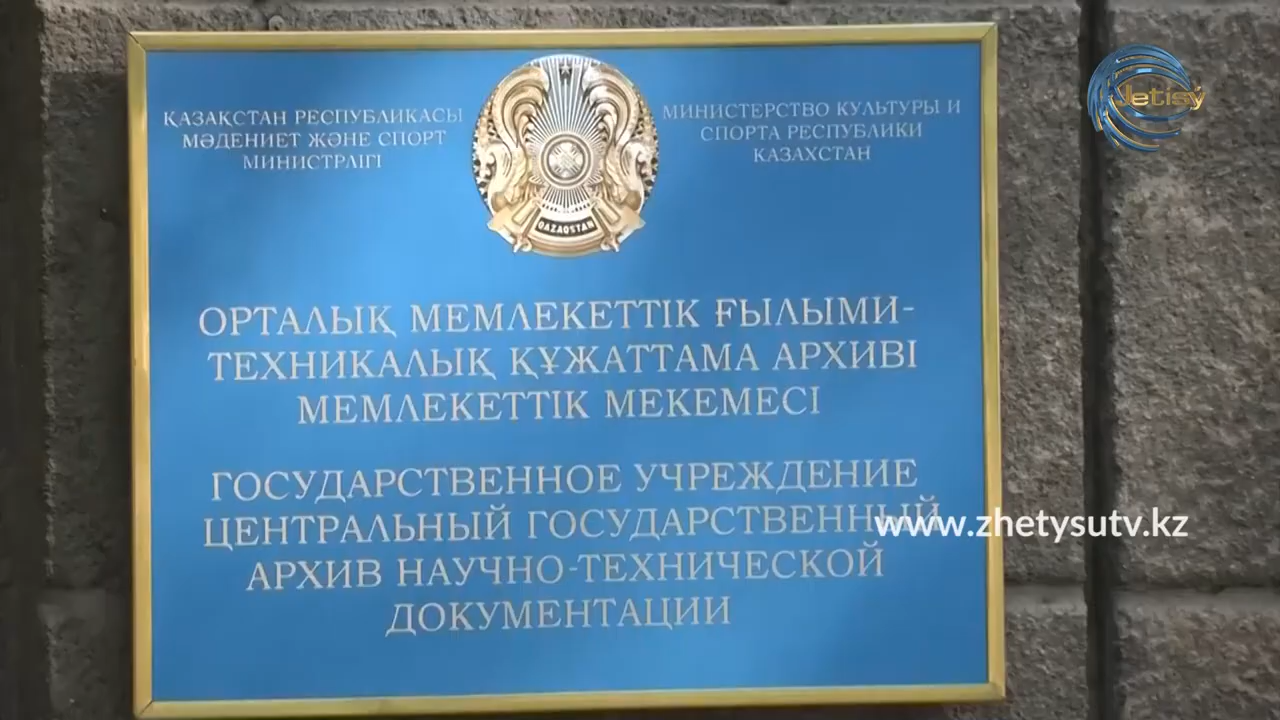 ҚАЗАҚСТАН РЕСПУБЛИКАСЫ
МӘДЕНИЕТ ЖӘНЕ СПОРТ
МИНИСТРЛІГІ
QAZAQSTAN
МИНИСТЕРСТВО КУЛЬТУРЫ И
СПОРТА РЕСПУБЛИКИ
КАЗАХСТАН
Jetisý
ОРТАЛЫҚ МЕМЛЕКЕТТІК ҒЫЛЫМИ-
ТЕХНИКАЛЫҚ ҚҰЖАТТАМА АРХИВІ
МЕМЛЕКЕТТІК МЕКЕМЕСІ
ГОСУДАРСТВЕННОЕ УЧРЕЖДЕНИЕ
ЦЕНТРАЛЬНЫЙ ГОСУДАРСТВЕННЫЙ
www.zhetysutv.kz
АРХИВ НАУЧНО-ТЕХНИЧЕСКОЙ
ДОКУМЕНТАЦИИ